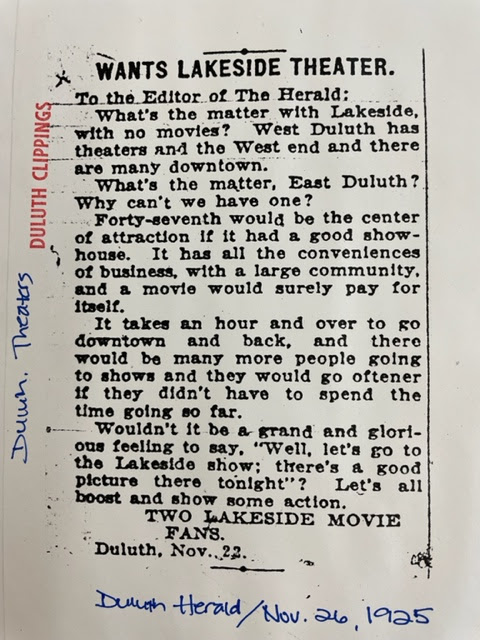 WANTS LAKESIDE THEATER.
To the Editor of The Herald:
What's the matter with Lakeside,
with no movies? West Duluth has
theaters and the West end and there
are many downtown.
What's the matter, East Duluth?
Why can't we have one?
Forty-seventh would be the center
of attraction if it had a good show-
house. It has all the conveniences
of business, with a large community,
and a movie would surely pay for
itself.
It takes an hour and over to go
downtown and back, and there
would be many more people going
to shows and they would go oftener
if they didn't have to spend the
time going so far.
Wouldn't it be a grand and glori-
ous feeling to say, "Well, let's go to
the Lakeside show; there's a good
picture there tonight"? Let's all
boost and show some action.
TWO LAKESIDE MOVIE
FANS.
Duluth, Nov. 22.
DULUTH CLIPPINGS
Duluth. Theaters
Duluth Herald/Nov. 26, 1925